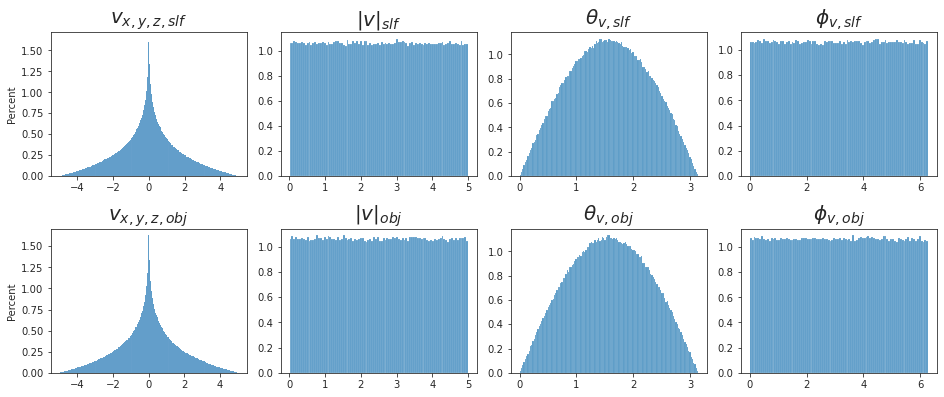 v_{x,y,z,slf} |v|_{slf} θ_{v,slf} ϕ_{v,slf}
Percent
1.50 1.25 1.00 0.75 0.50 0.25 0.00
1.0 0.8 0.6 0.4 0.2 0.0
1.0 0.8 0.6 0.4 0.2 0.0
1.0 0.8 0.6 0.4 0.2 0.0
−4 −2 0 2 4 0 1 2 3 4 5 0 1 2 3 0 2 4 6
v_{x,y,z,obj} |v|_{obj} θ_{v,obj} ϕ_{v,obj}
Percent
1.50 1.25 1.00 0.75 0.50 0.25 0.00
1.0 0.8 0.6 0.4 0.2 0.0
1.0 0.8 0.6 0.4 0.2 0.0
1.0 0.8 0.6 0.4 0.2 0.0
−4 −2 0 2 4 0 1 2 3 4 5 0 1 2 3 0 2 4 6